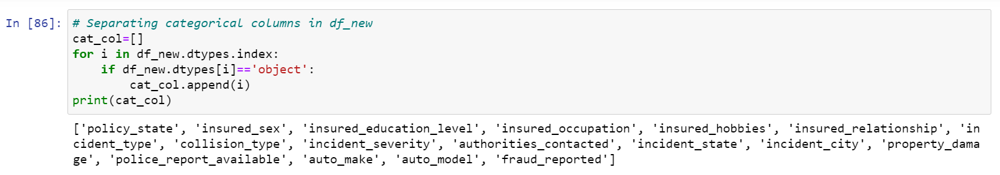 In [86]: # Separating categorical columns in df_new
cat_col=[]
for i in df_new.dtypes.index:
    if df_new.dtypes[i]=='object':
        cat_col.append(i)
print(cat_col)
['policy_state', 'insured_sex', 'insured_education_level', 'insured_occupation', 'insured_hobbies', 'insured_relationship', 'in
cident_type', 'collision_type', 'incident_severity', 'authorities_contacted', 'incident_state', 'incident_city', 'property_dama
ge', 'police_report_available', 'auto_make', 'auto_model', 'fraud_reported']